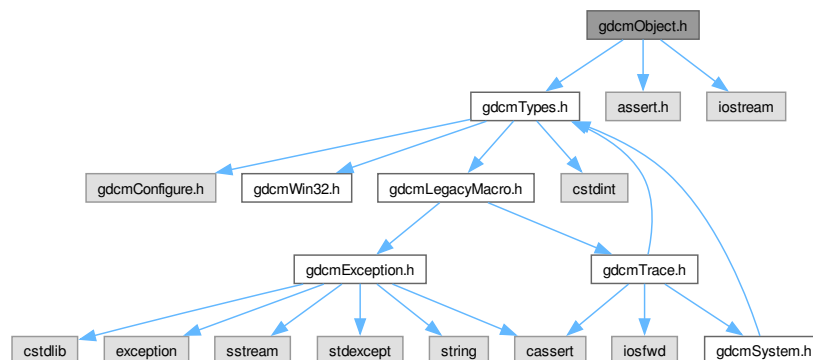 gdcmObject.h
gdcmTypes.h
assert.h
iostream
gdcmConfigure.h
gdcmWin32.h
gdcmLegacyMacro.h
cstdint
gdcmException.h
gdcmTrace.h
cstdlib
exception
sstream
stdexcept
string
cassert
iosfwd
gdcmSystem.h